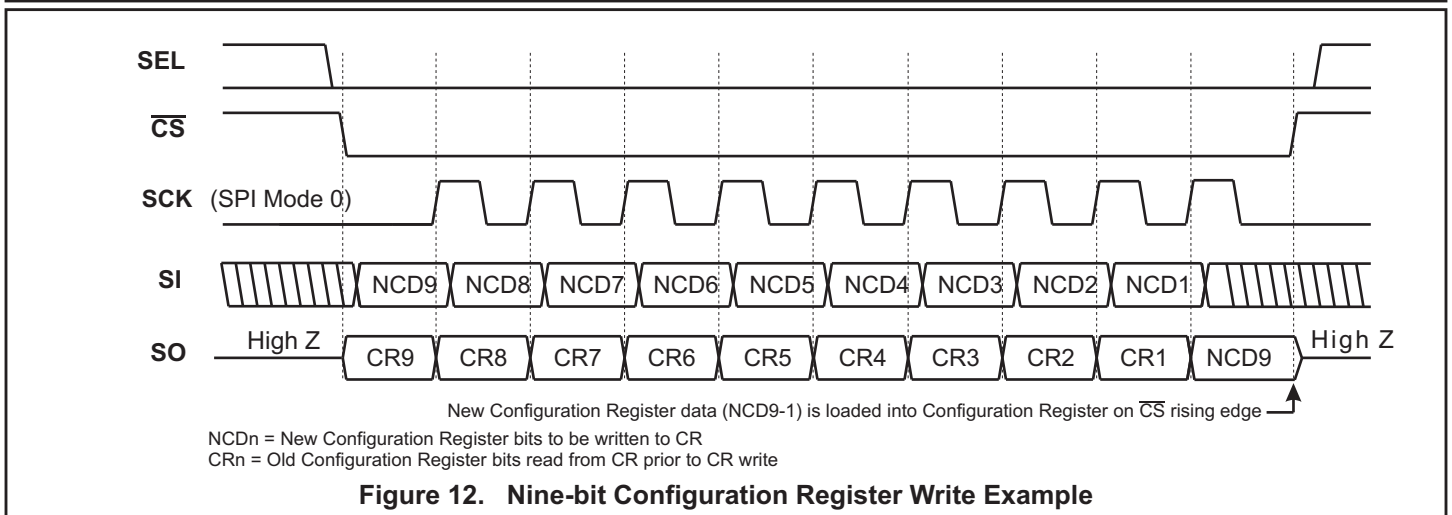 SEL
CS
SCK (SPI Mode 0)
SI NCD9 NCD8 NCD7 NCD6 NCD5 NCD4 NCD3 NCD2 NCD1
SO High Z CR9 CR8 CR7 CR6 CR5 CR4 CR3 CR2 CR1 NCD9 High Z
New Configuration Register data (NCD9-1) is loaded into Configuration Register on CS rising edge
NCDn = New Configuration Register bits to be written to CR
CRn = Old Configuration Register bits read from CR prior to CR write
Figure 12. Nine-bit Configuration Register Write Example